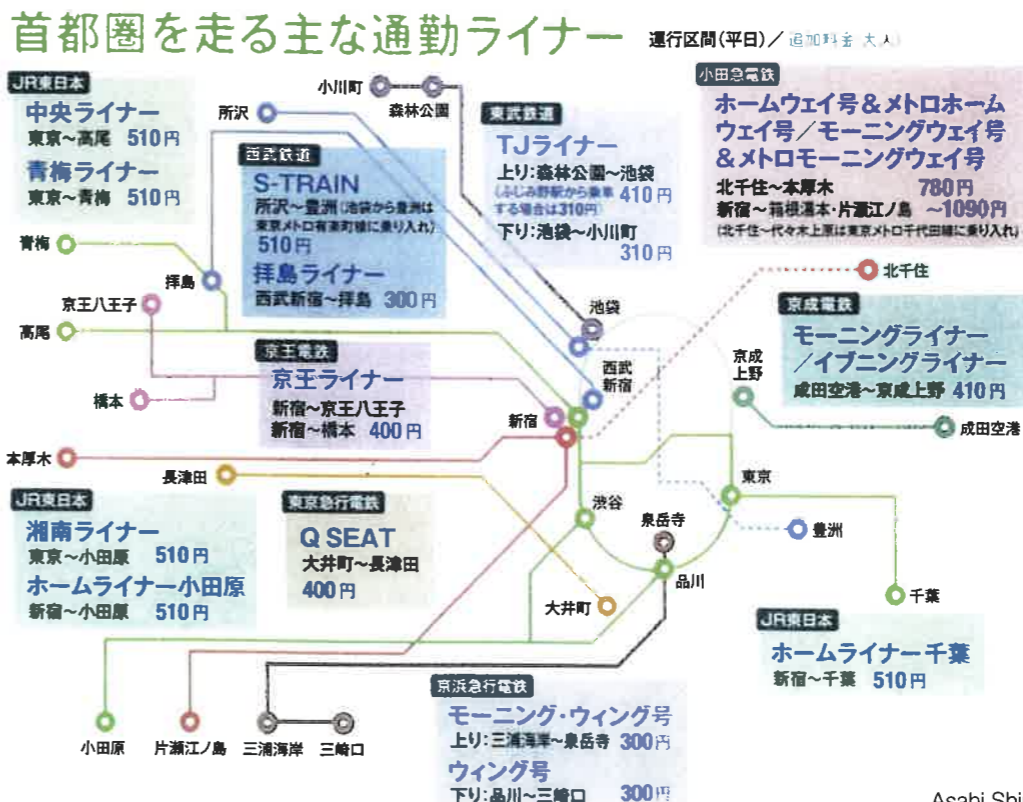 首都圏を走る主な通勤ライナー
運行区間(平日)/追加料金 大人
JR東日本
中央ライナー
東京~高尾 510円
青梅ライナー
東京~青梅 510円
小川町
森林公園
所沢
西武鉄道
S-TRAIN
所沢~豊洲(池袋から豊洲は
東京メトロ有楽町線に乗り入れ)
510円
拝島ライナー
西武新宿~拝島 300円
東武鉄道
TJライナー
上り:森林公園~池袋
(ふじみ野駅から乗車
する場合は310円)
410円
下り:池袋~小川町
310円
小田急電鉄
ホームウェイ号&メトロホーム
ウェイ号/モーニングウェイ号
&メトロモーニングウェイ号
北千住~本厚木 780円
新宿~箱根湯本・片瀬江ノ島 ~1090円
(北千住~代々木上原は東京メトロ千代田線に乗り入れ)
青梅
拝島
京王八王子
高尾
橋本
京王電鉄
京王ライナー
新宿~京王八王子
新宿~橋本 400円
池袋
西武
新宿
新宿
北千住
京成電鉄
モーニングライナー
/イブニングライナー
成田空港~京成上野 410円
京成
上野
成田空港
本厚木
長津田
JR東日本
湘南ライナー
東京~小田原 510円
ホームライナー小田原
新宿~小田原 510円
東京急行電鉄
Q SEAT
大井町~長津田
400円
渋谷
泉岳寺
東京
豊洲
品川
大井町
千葉
JR東日本
ホームライナー千葉
新宿~千葉 510円
小田原
片瀬江ノ島
三浦海岸
三崎口
京浜急行電鉄
モーニング・ウィング号
上り:三浦海岸~泉岳寺 300円
ウィング号
下り:品川~三崎口 300円
Asahi Shi